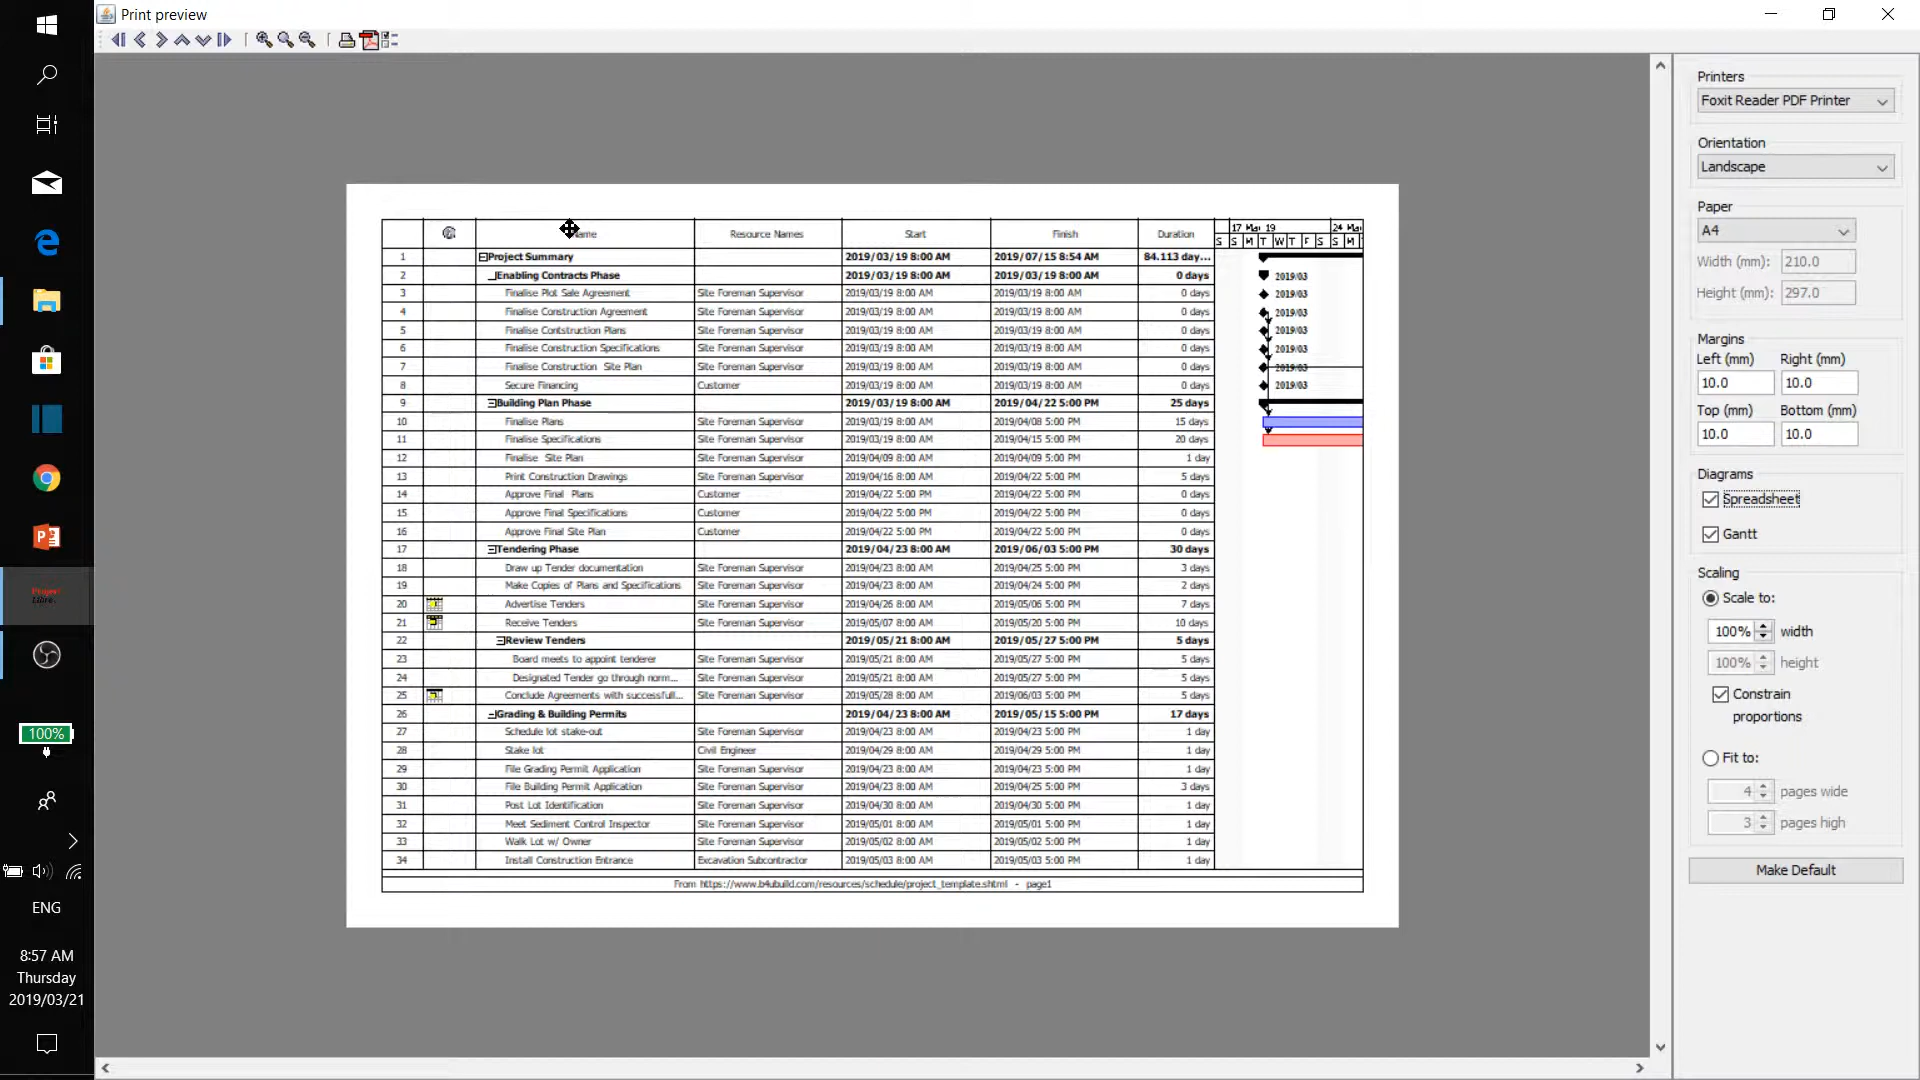 Print preview
Name Resource Names Start Finish Duration 17 Mar 19 24 Mar
S S M T W T F S S M T
1 Project Summary 2019/03/19 8:00 AM 2019/07/15 8:54 AM 84.113 day...
2 Enabling Contracts Phase 2019/03/19 8:00 AM 2019/03/19 8:00 AM 0 days 2019/03
3 Finalise Plot Sale Agreement Site Foreman Supervisor 2019/03/19 8:00 AM 2019/03/19 8:00 AM 0 days 2019/03
4 Finalise Construction Agreement Site Foreman Supervisor 2019/03/19 8:00 AM 2019/03/19 8:00 AM 0 days 2019/03
5 Finalise Contstruction Plans Site Foreman Supervisor 2019/03/19 8:00 AM 2019/03/19 8:00 AM 0 days 2019/03
6 Finalise Construction Specifications Site Foreman Supervisor 2019/03/19 8:00 AM 2019/03/19 8:00 AM 0 days 2019/03
7 Finalise Construction Site Plan Site Foreman Supervisor 2019/03/19 8:00 AM 2019/03/19 8:00 AM 0 days 2019/03
8 Secure Financing Customer 2019/03/19 8:00 AM 2019/03/19 8:00 AM 0 days 2019/03
9 Building Plan Phase 2019/03/19 8:00 AM 2019/04/22 5:00 PM 25 days
10 Finalise Plans Site Foreman Supervisor 2019/03/19 8:00 AM 2019/04/08 5:00 PM 15 days
11 Finalise Specifications Site Foreman Supervisor 2019/03/19 8:00 AM 2019/04/15 5:00 PM 20 days
12 Finalise Site Plan Site Foreman Supervisor 2019/04/09 8:00 AM 2019/04/09 5:00 PM 1 day
13 Print Construction Drawings Site Foreman Supervisor 2019/04/16 8:00 AM 2019/04/22 5:00 PM 5 days
14 Approve Final Plans Customer 2019/04/22 5:00 PM 2019/04/22 5:00 PM 0 days
15 Approve Final Specifications Customer 2019/04/22 5:00 PM 2019/04/22 5:00 PM 0 days
16 Approve Final Site Plan Customer 2019/04/22 5:00 PM 2019/04/22 5:00 PM 0 days
17 Tendering Phase 2019/04/23 8:00 AM 2019/06/03 5:00 PM 30 days
18 Draw up Tender documentation Site Foreman Supervisor 2019/04/23 8:00 AM 2019/04/25 5:00 PM 3 days
19 Make Copies of Plans and Specifications Site Foreman Supervisor 2019/04/23 8:00 AM 2019/04/24 5:00 PM 2 days
20 Advertise Tenders Site Foreman Supervisor 2019/04/26 8:00 AM 2019/05/06 5:00 PM 7 days
21 Receive Tenders Site Foreman Supervisor 2019/05/07 8:00 AM 2019/05/20 5:00 PM 10 days
22 Review Tenders 2019/05/21 8:00 AM 2019/05/27 5:00 PM 5 days
23 Board meets to appoint tenderer Site Foreman Supervisor 2019/05/21 8:00 AM 2019/05/27 5:00 PM 5 days
24 Designated Tender go through norm... Site Foreman Supervisor 2019/05/21 8:00 AM 2019/05/27 5:00 PM 5 days
25 Conclude Agreements with successfull... Site Foreman Supervisor 2019/05/28 8:00 AM 2019/06/03 5:00 PM 5 days
26 Grading & Building Permits 2019/04/23 8:00 AM 2019/05/15 5:00 PM 17 days
27 Schedule lot stake-out Site Foreman Supervisor 2019/04/23 8:00 AM 2019/04/23 5:00 PM 1 day
28 Stake lot Civil Engineer 2019/04/29 8:00 AM 2019/04/29 5:00 PM 1 day
29 File Grading Permit Application Site Foreman Supervisor 2019/04/23 8:00 AM 2019/04/23 5:00 PM 1 day
30 File Building Permit Application Site Foreman Supervisor 2019/04/23 8:00 AM 2019/04/25 5:00 PM 3 days
31 Post Lot Identification Site Foreman Supervisor 2019/04/30 8:00 AM 2019/04/30 5:00 PM 1 day
32 Meet Sediment Control Inspector Site Foreman Supervisor 2019/05/01 8:00 AM 2019/05/01 5:00 PM 1 day
33 Walk Lot w/ Owner Site Foreman Supervisor 2019/05/02 8:00 AM 2019/05/02 5:00 PM 1 day
34 Install Construction Entrance Excavation Subcontractor 2019/05/03 8:00 AM 2019/05/03 5:00 PM 1 day
From https://www.b4ubuild.com/resources/schedule/project_template.shtml - page1
Printers
Foxit Reader PDF Printer
Orientation
Landscape
Paper
A4
Width (mm): 210.0
Height (mm): 297.0
Margins
Left (mm) Right (mm)
10.0 10.0
Top (mm) Bottom (mm)
10.0 10.0
Diagrams
Spreadsheet
Gantt
Scaling
Scale to:
100% width
100% height
Constrain
proportions
Fit to:
4 pages wide
3 pages high
Make Default
100%
ENG
8:57 AM
Thursday
2019/03/21